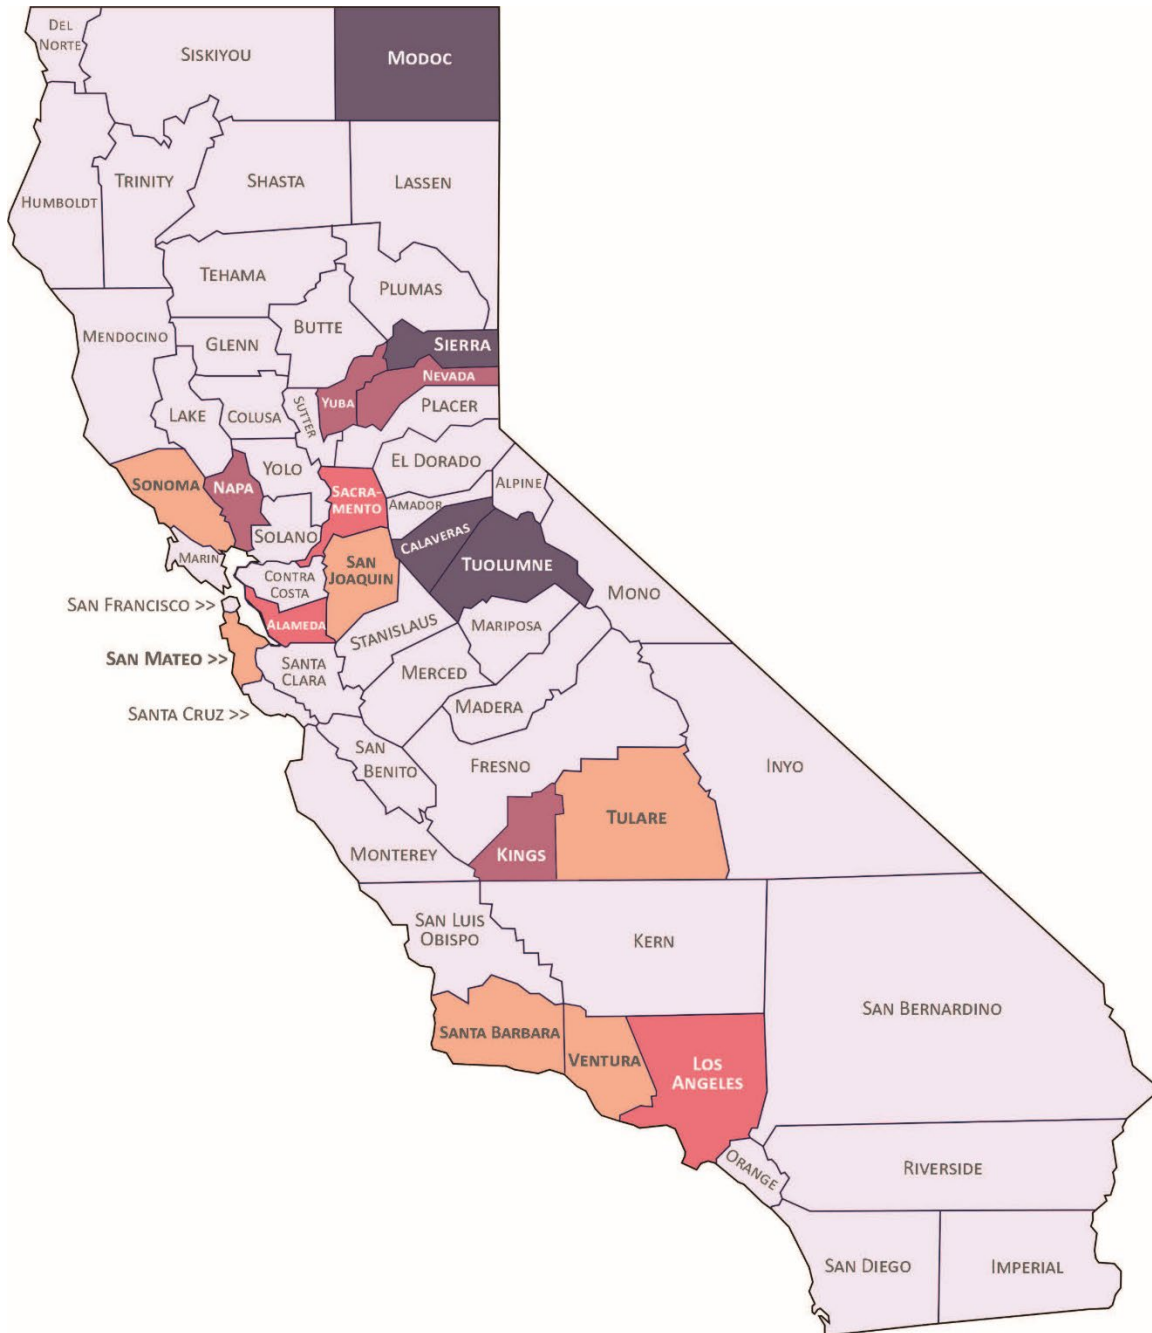 DEL
NORTE
SISKIYOU
MODOC
HUMBOLDT
TRINITY
SHASTA
LASSEN
TEHAMA
PLUMAS
MENDOCINO
GLENN
BUTTE
SIERRA
NEVADA
LAKE
COLUSA
SUTTER
YUBA
PLACER
SONOMA
NAPA
YOLO
EL DORADO
SACRA-
MENTO
AMADOR
ALPINE
SOLANO
CALAVERAS
TUOLUMNE
MARIN
CONTRA
COSTA
SAN
JOAQUIN
MONO
SAN FRANCISCO >>
ALAMEDA
STANISLAUS
MARIPOSA
SAN MATEO >>
SANTA
CLARA
MERCED
MADERA
SANTA CRUZ >>
SAN
BENITO
FRESNO
INYO
TULARE
MONTEREY
KINGS
SAN LUIS
OBISPO
KERN
SAN BERNARDINO
SANTA BARBARA
VENTURA
LOS
ANGELES
ORANGE
RIVERSIDE
SAN DIEGO
IMPERIAL